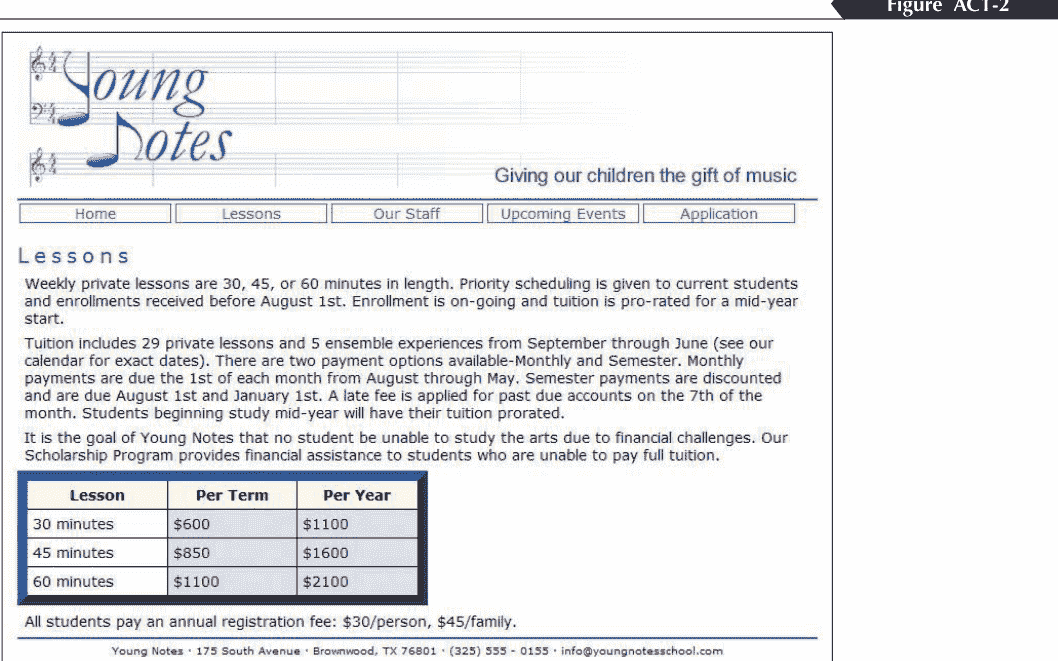 Figure ACT-2
Young
Notes
Giving our children the gift of music
Home Lessons Our Staff Upcoming Events Application
Lessons
Weekly private lessons are 30, 45, or 60 minutes in length. Priority scheduling is given to current students
and enrollments received before August 1st. Enrollment is on-going and tuition is pro-rated for a mid-year
start.
Tuition includes 29 private lessons and 5 ensemble experiences from September through June (see our
calendar for exact dates). There are two payment options available-Monthly and Semester. Monthly
payments are due the 1st of each month from August through May. Semester payments are discounted
and are due August 1st and January 1st. A late fee is applied for past due accounts on the 7th of the
month. Students beginning study mid-year will have their tuition prorated.
It is the goal of Young Notes that no student be unable to study the arts due to financial challenges. Our
Scholarship Program provides financial assistance to students who are unable to pay full tuition.
Lesson Per Term Per Year
30 minutes $600 $1100
45 minutes $850 $1600
60 minutes $1100 $2100
All students pay an annual registration fee: $30/person, $45/family.
Young Notes · 175 South Avenue · Brownwood, TX 76801 · (325) 555 - 0155 · info@youngnotesschool.com